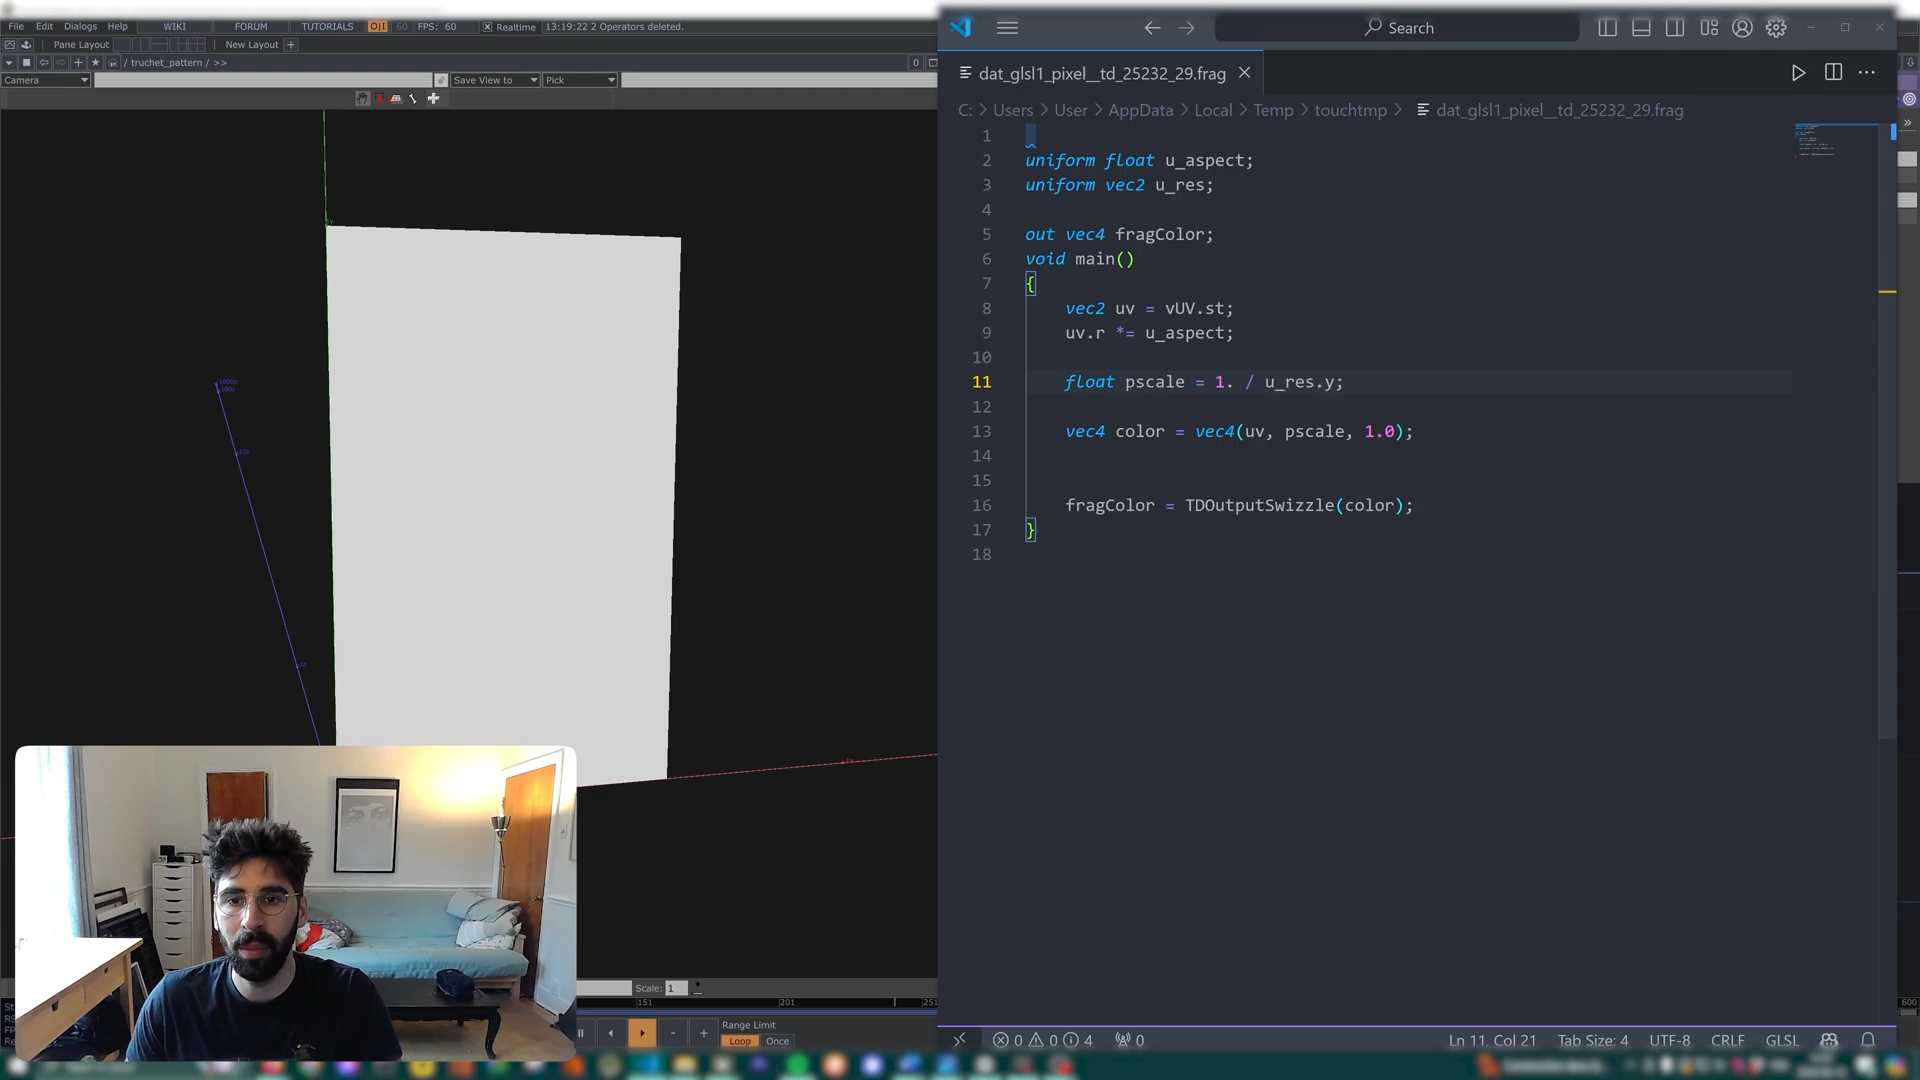 File Edit Dialogs Help WIKI FORUM TUTORIALS O|I 60 FPS: 60 Realtime 13:19:22 2 Operators deleted.
Pane Layout New Layout +
/ truchet_pattern / >> 0
Camera Save View to Pick
Search
dat_glsl1_pixel__td_25232_29.frag
C: > Users > User > AppData > Local > Temp > touchtmp > dat_glsl1_pixel__td_25232_29.frag
1
2 uniform float u_aspect;
3 uniform vec2 u_res;
4
5 out vec4 fragColor;
6 void main()
7 {
8 vec2 uv = vUV.st;
9 uv.r *= u_aspect;
10
11 float pscale = 1. / u_res.y;
12
13 vec4 color = vec4(uv, pscale, 1.0);
14
15
16 fragColor = TDOutputSwizzle(color);
17 }
18
Scale: 1
151 201 251
600
Range Limit
Loop Once
0 0 4 0 Ln 11, Col 21 Tab Size: 4 UTF-8 CRLF GLSL